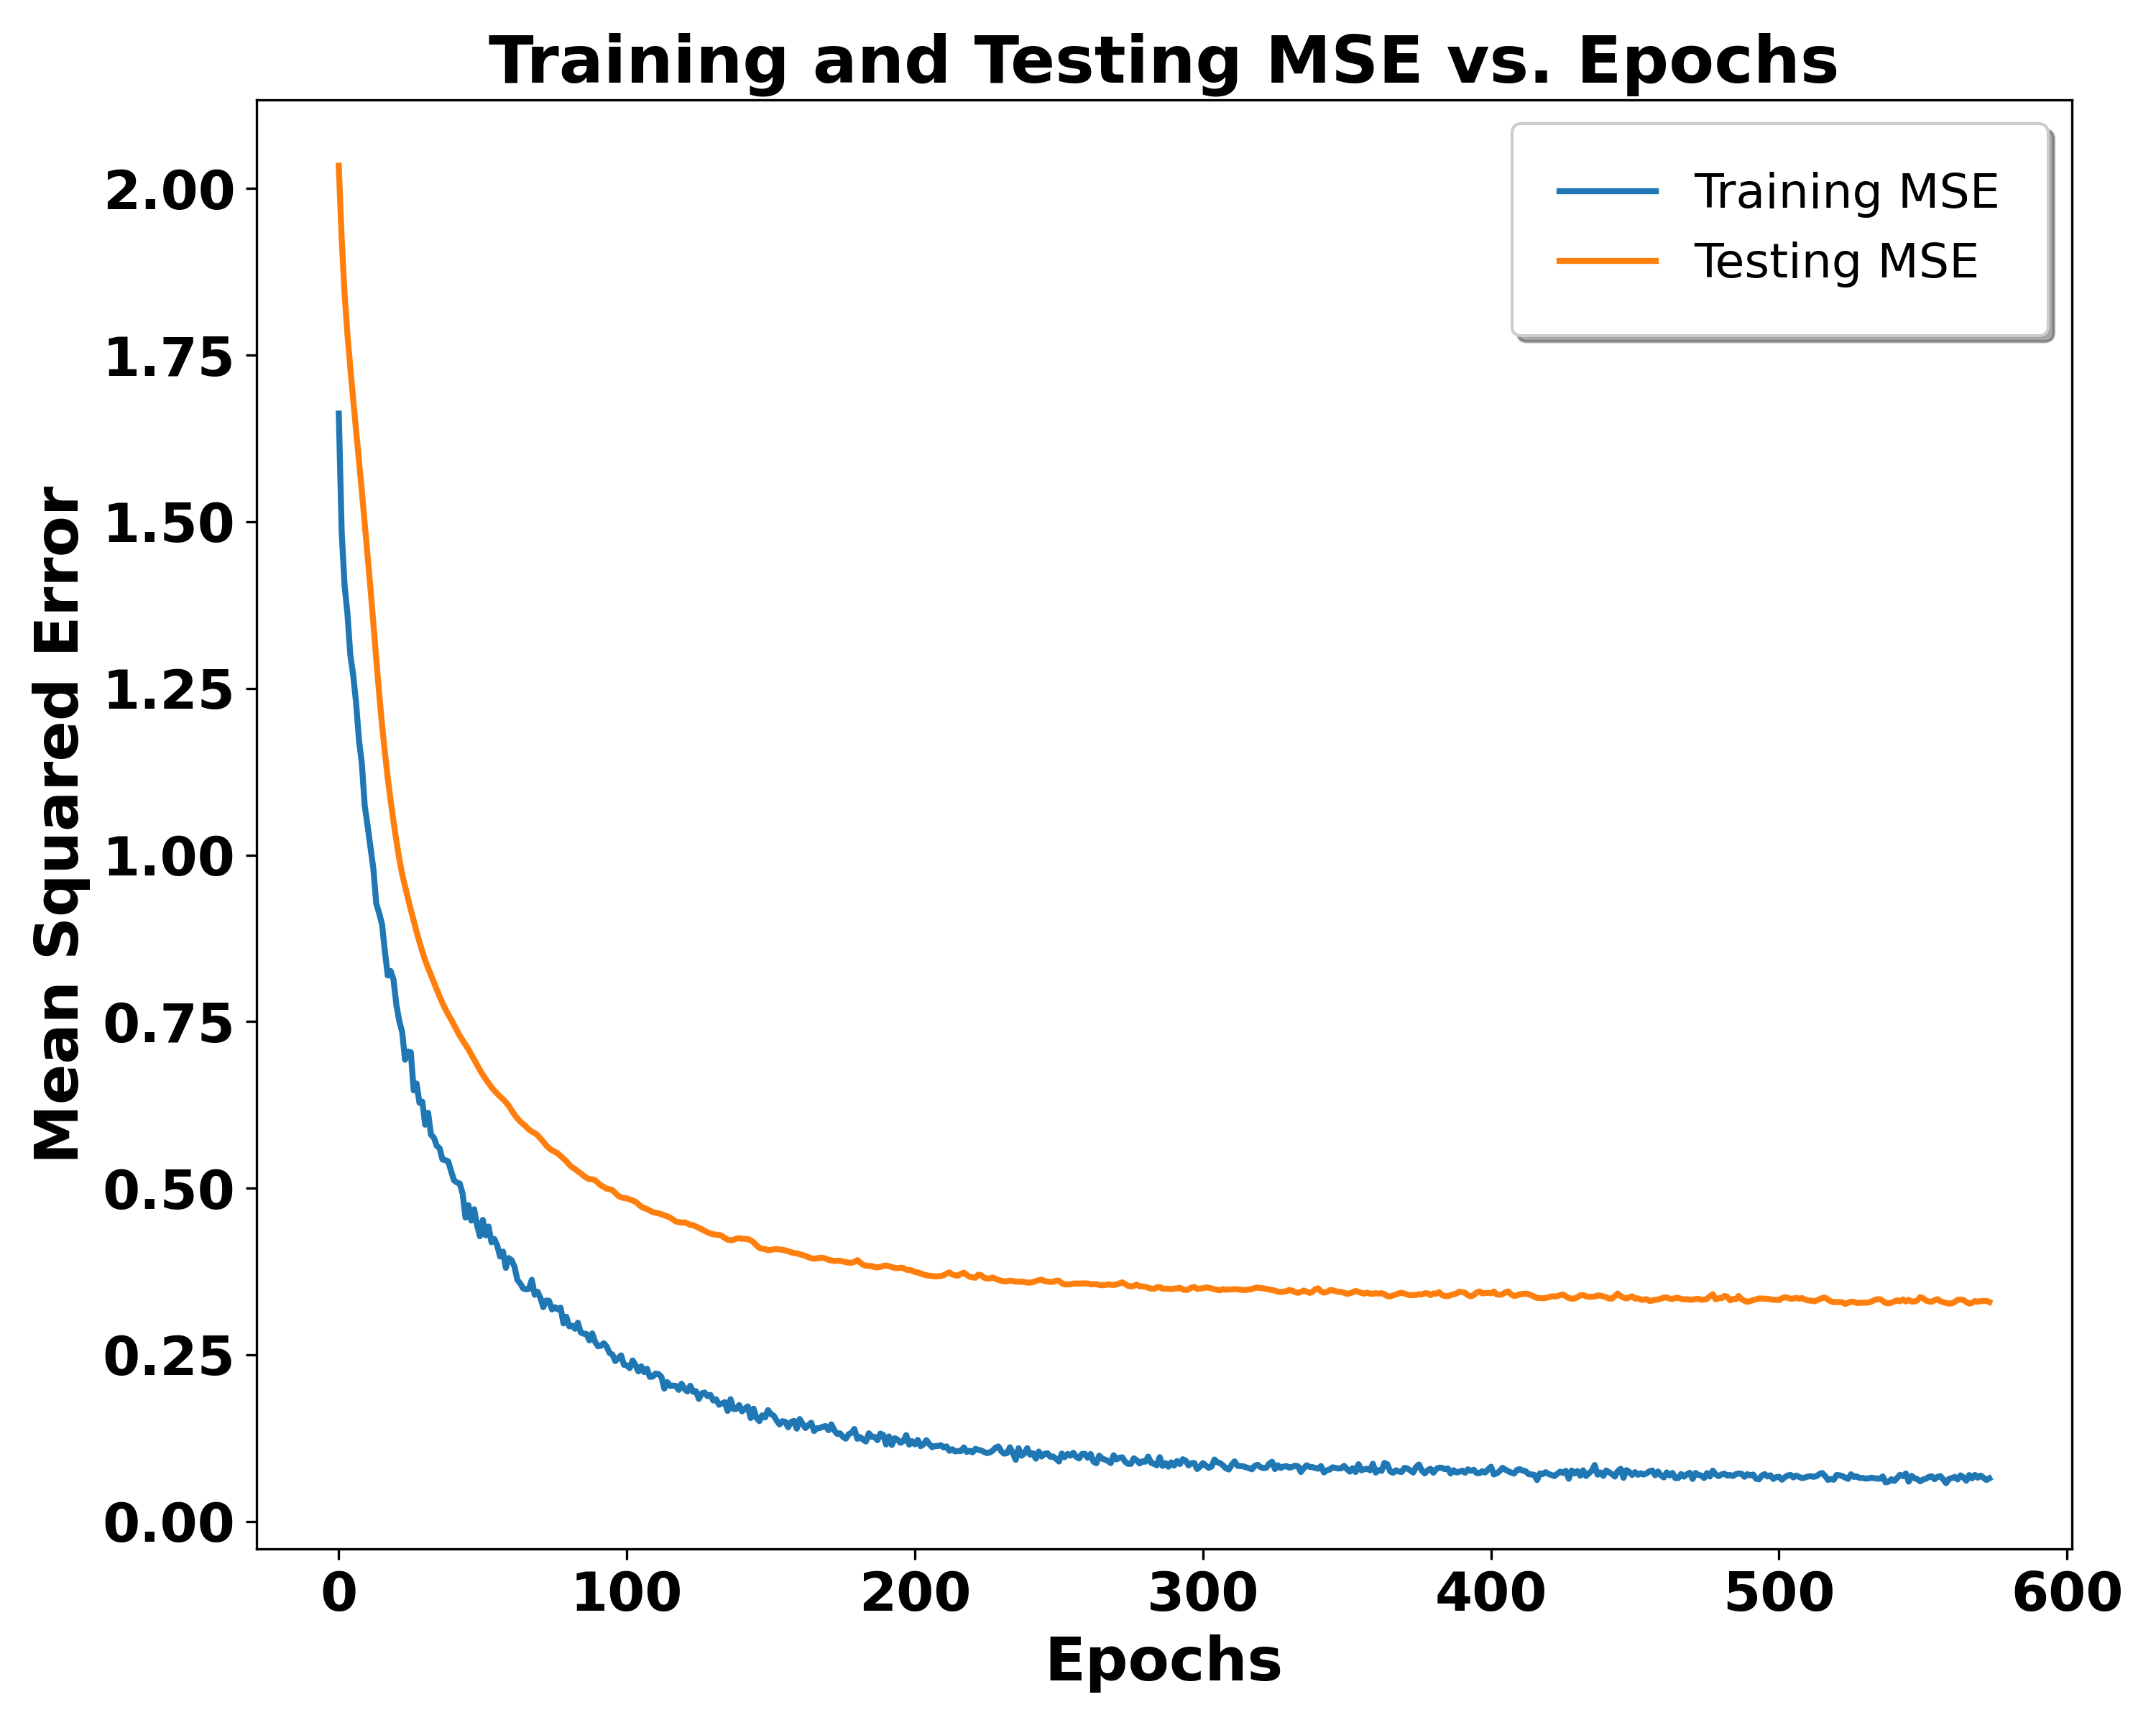 Training and Testing MSE vs. Epochs
Training MSE
Testing MSE
Mean Squared Error
2.00
1.75
1.50
1.25
1.00
0.75
0.50
0.25
0.00
0 100 200 300 400 500 600
Epochs